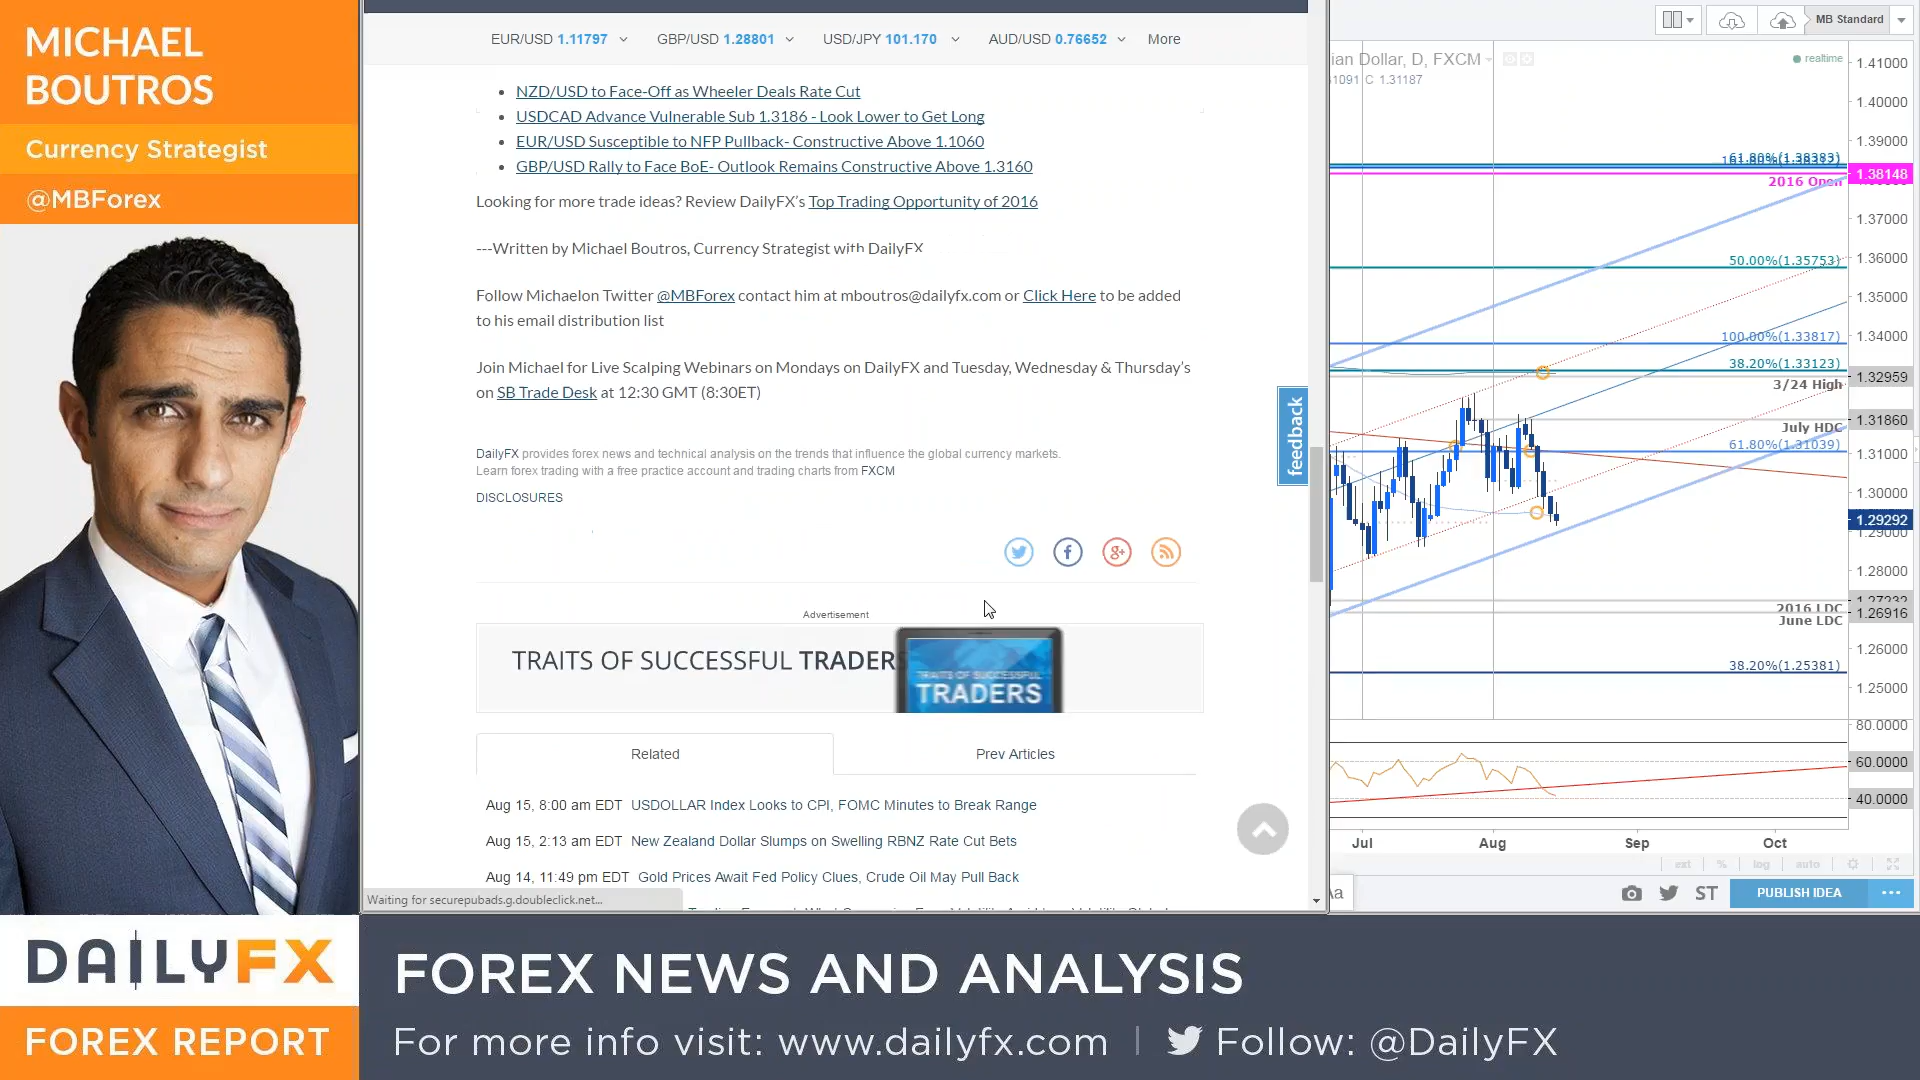 MICHAEL
BOUTROS
Currency Strategist
@MBForex
EUR/USD 1.11797 GBP/USD 1.28801 USD/JPY 101.170 AUD/USD 0.76652 More
NZD/USD to Face-Off as Wheeler Deals Rate Cut
USDCAD Advance Vulnerable Sub 1.3186 - Look Lower to Get Long
EUR/USD Susceptible to NFP Pullback- Constructive Above 1.1060
GBP/USD Rally to Face BoE- Outlook Remains Constructive Above 1.3160
Looking for more trade ideas? Review DailyFX's Top Trading Opportunity of 2016
---Written by Michael Boutros, Currency Strategist with DailyFX
Follow Michaelon Twitter @MBForex contact him at mboutros@dailyfx.com or Click Here to be added
to his email distribution list
Join Michael for Live Scalping Webinars on Mondays on DailyFX and Tuesday, Wednesday & Thursday's
on SB Trade Desk at 12:30 GMT (8:30ET)
DailyFX provides forex news and technical analysis on the trends that influence the global currency markets.
Learn forex trading with a free practice account and trading charts from FXCM
DISCLOSURES
feedback
Advertisement
TRAITS OF SUCCESSFUL TRADERS
TRAITS OF SUCCESSFUL
TRADERS
Related Prev Articles
Aug 15, 8:00 am EDT USDOLLAR Index Looks to CPI, FOMC Minutes to Break Range
Aug 15, 2:13 am EDT New Zealand Dollar Slumps on Swelling RBNZ Rate Cut Bets
Aug 14, 11:49 pm EDT Gold Prices Await Fed Policy Clues, Crude Oil May Pull Back
Waiting for securepubads.g.doubleclick.net...
MB Standard
ian Dollar, D, FXCM
1091 C 1.31187
realtime
1.41000
1.40000
1.39000
61.80%(1.38383)
1.38148
2016 Open
1.37000
1.36000
50.00%(1.35753)
1.35000
1.34000
100.00%(1.33817)
38.20%(1.33123)
1.32959
3/24 High
1.31860
July HDC
61.80%(1.31039)
1.31000
1.30000
1.29292
1.29000
1.28000
1.27232
2016 LDC
1.26916
June LDC
1.26000
38.20%(1.25381)
1.25000
80.0000
60.0000
40.0000
Jul Aug Sep Oct
ext % log auto
Aa
ST PUBLISH IDEA
DAILYFX
FOREX REPORT
FOREX NEWS AND ANALYSIS
For more info visit: www.dailyfx.com | Follow: @DailyFX